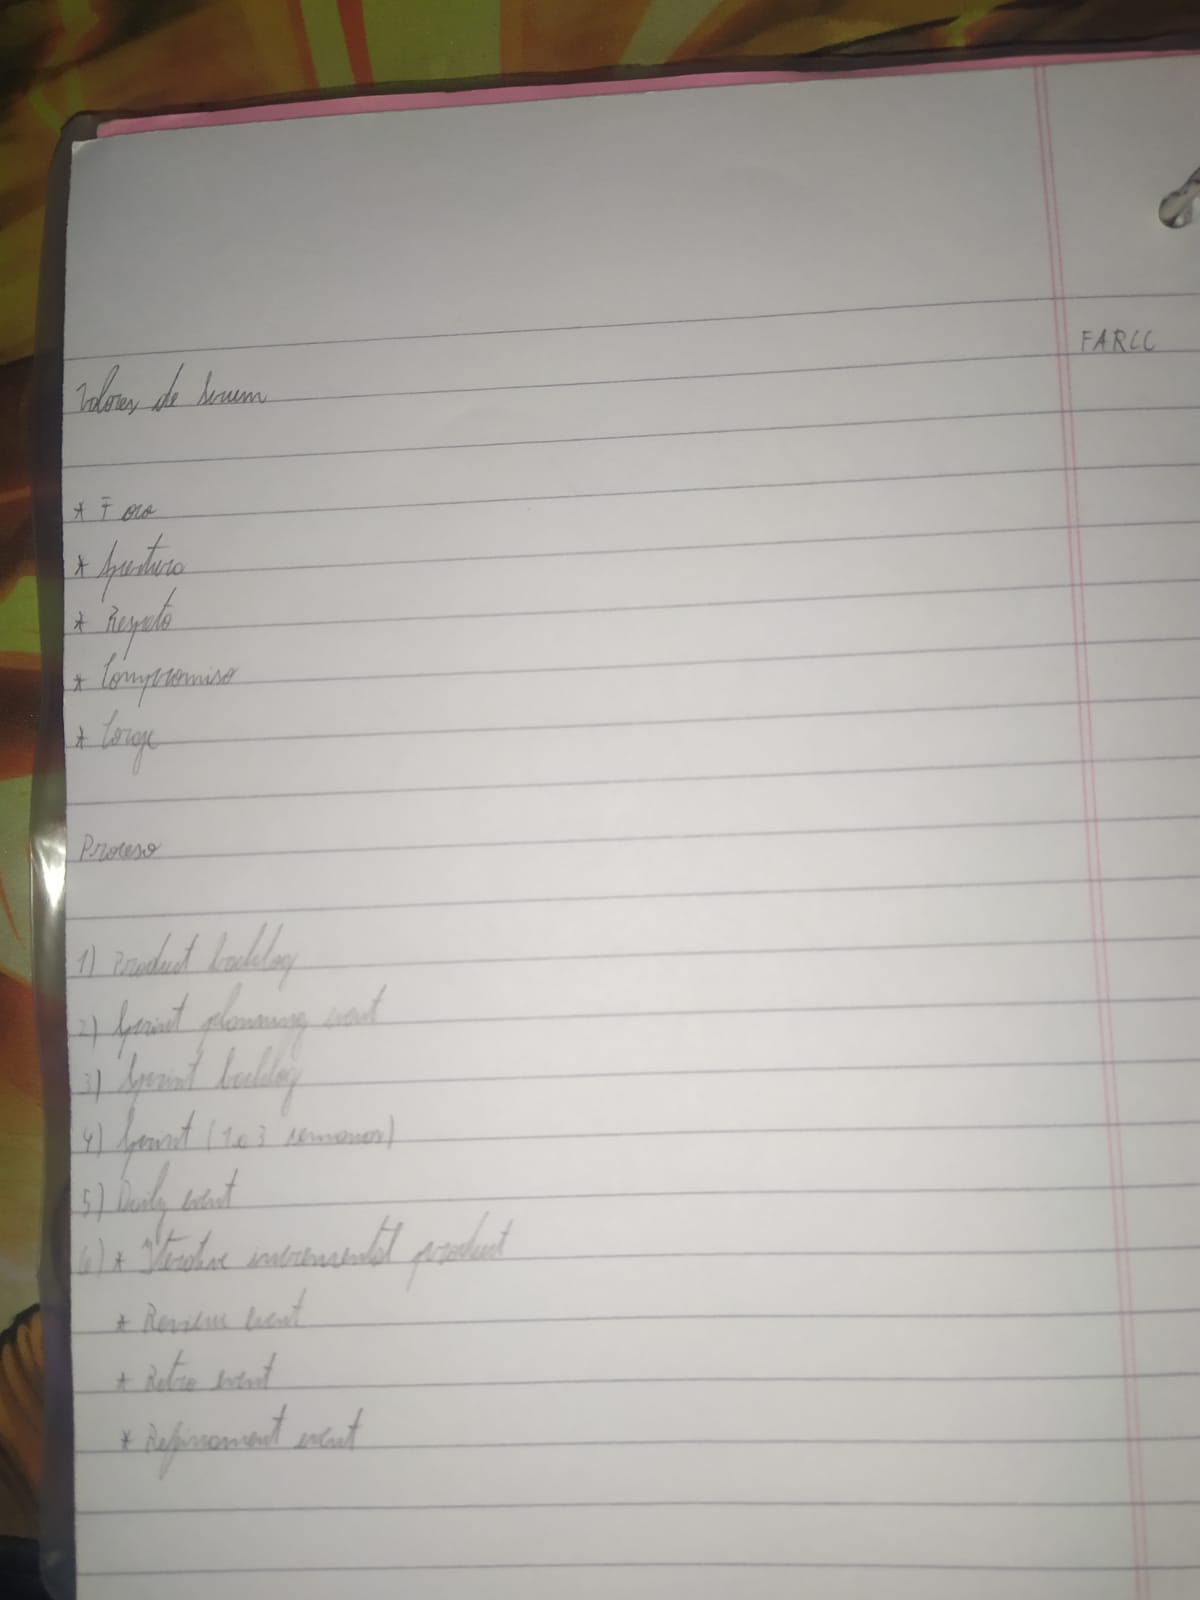 FARCC
Valores de Scrum
* Foco
* Apertura
* Respeto
* Compromiso
* Coraje
Proceso
1) Product backlog
2) Sprint planning event
3) Sprint backlog
4) Sprint (1 a 3 semanas)
5) Daily event
6) * Iterative incremental product
* Review event
* Retro event
* Refinament event